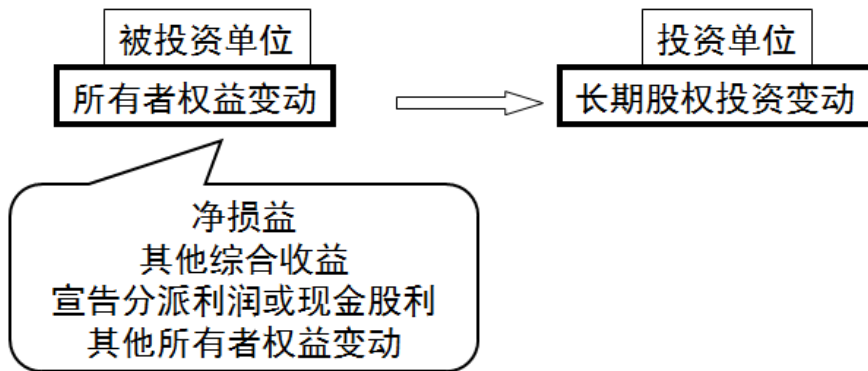 被投资单位
投资单位
所有者权益变动
长期股权投资变动
净损益
其他综合收益
宣告分派利润或现金股利
其他所有者权益变动